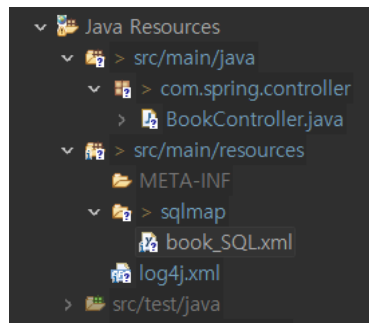 Java Resources
> src/main/java
> com.spring.controller
BookController.java
> src/main/resources
META-INF
> sqlmap
book_SQL.xml
log4j.xml
src/test/java